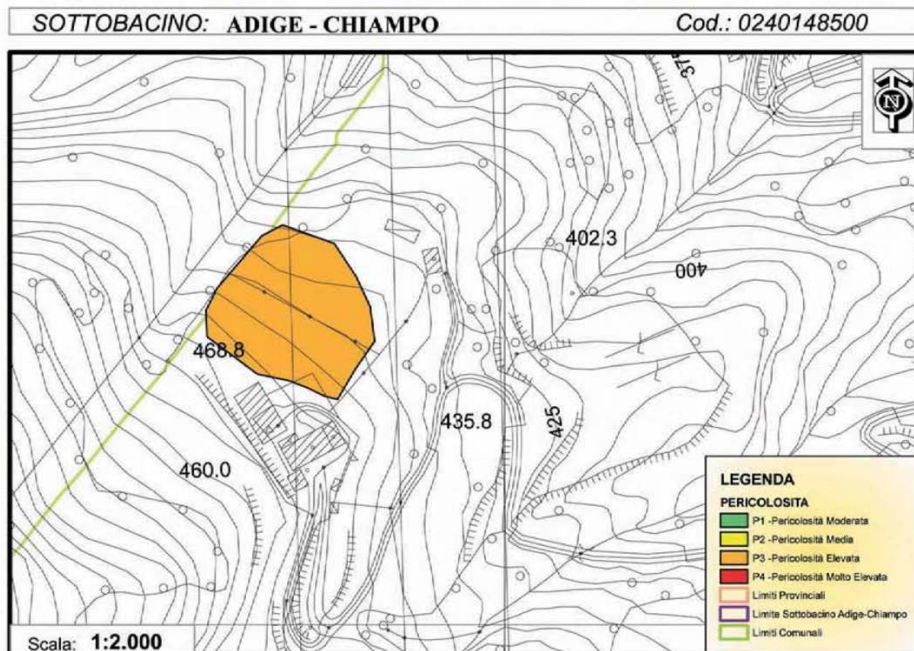 SOTTOBACINO: ADIGE - CHIAMPO Cod.: 0240148500
N
402.3
400
468.8
435.8
425
460.0
LEGENDA
PERICOLOSITA
P1 -Pericolosità Moderata
P2 -Pericolosità Media
P3 -Pericolosità Elevata
P4 -Pericolosità Molto Elevata
Limiti Provinciali
Limite Sottobacino Adige-Chiampo
Limiti Comunali
Scala: 1:2.000